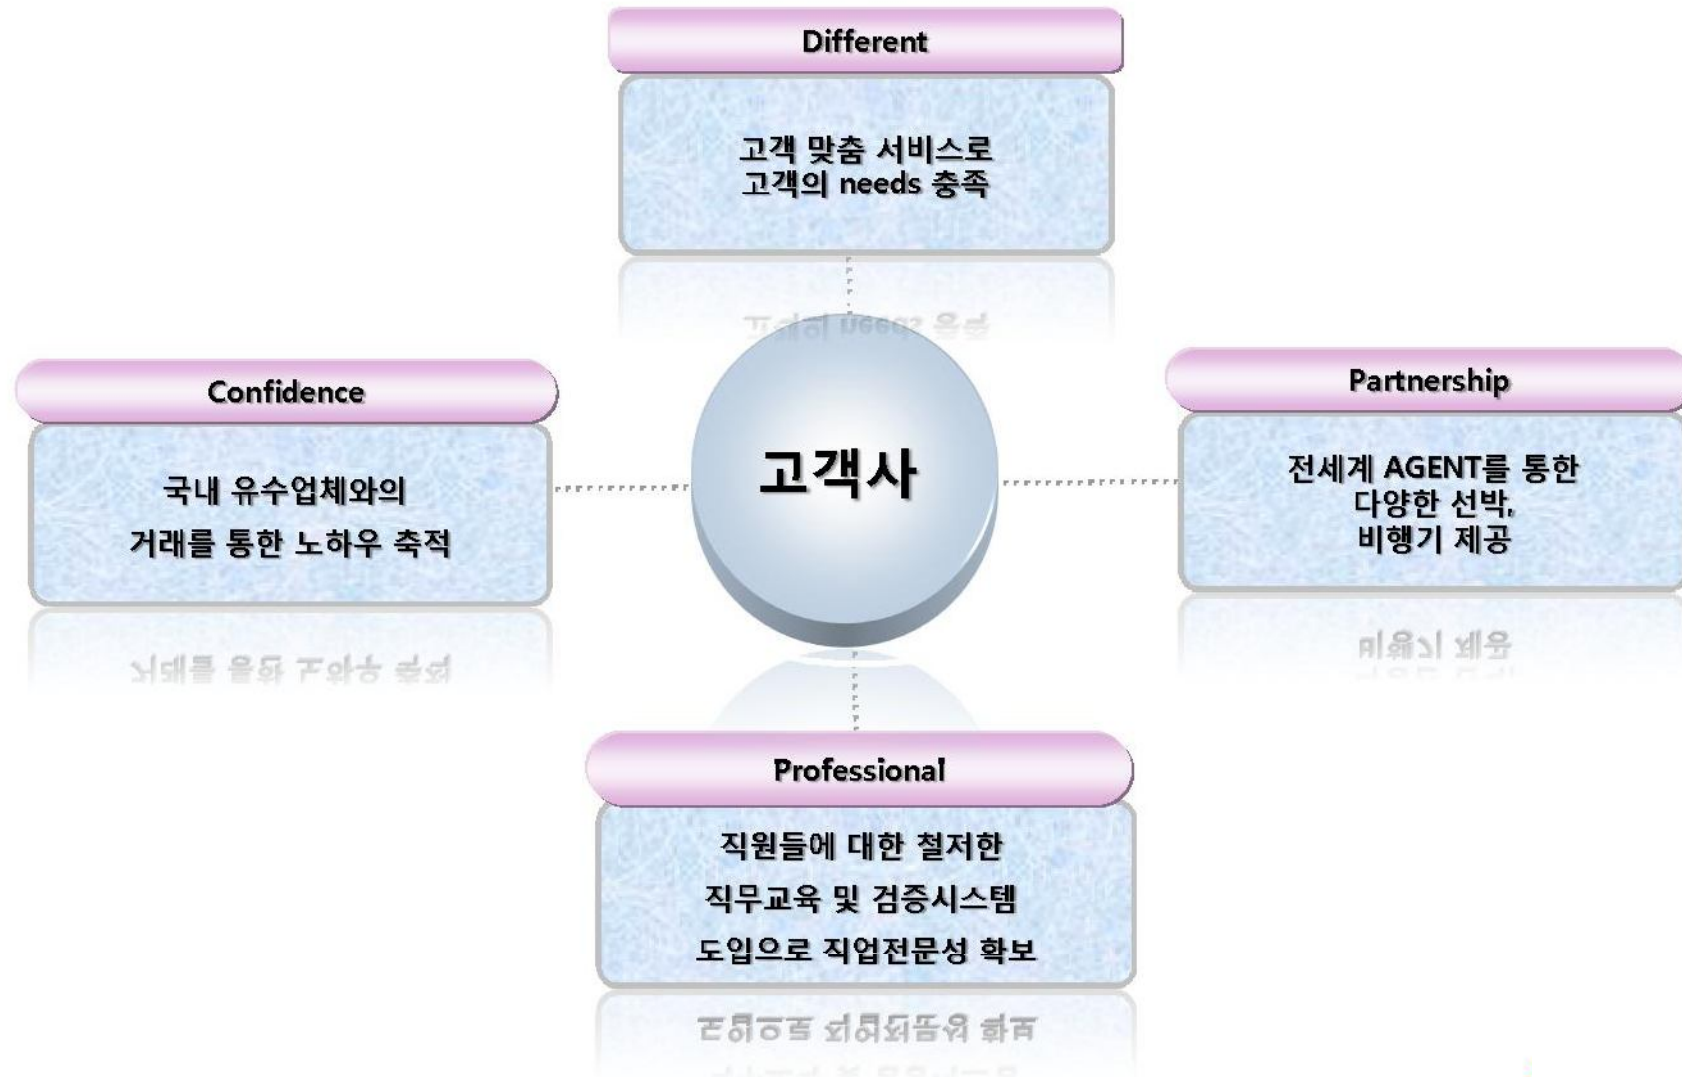 Different
고객 맞춤 서비스로
고객의 needs 충족
Confidence
국내 유수업체와의
거래를 통한 노하우 축적
고객사
Partnership
전세계 AGENT를 통한
다양한 선박,
비행기 제공
Professional
직원들에 대한 철저한
직무교육 및 검증시스템
도입으로 직업전문성 확보